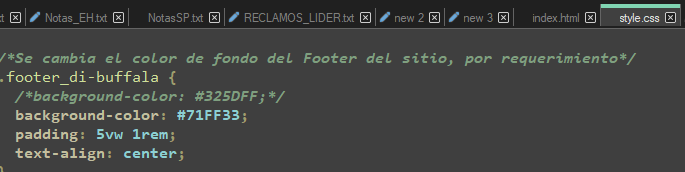 t Notas_EH.txt NotasSP.txt RECLAMOS_LIDER.txt new 2 new 3 index.html style.css
/*Se cambia el color de fondo del Footer del sitio, por requerimiento*/
.footer_di-buffala {
/*background-color: #325DFF;*/
background-color: #71FF33;
padding: 5vw 1rem;
text-align: center;